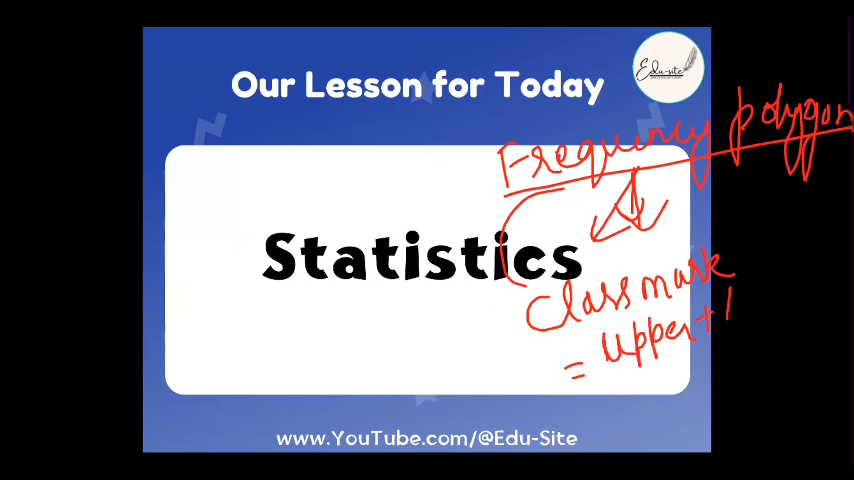 Our Lesson for Today
Edu-site
Frequency polygon
Statistics
Class mark
= upper + l
www.YouTube.com/@Edu-Site